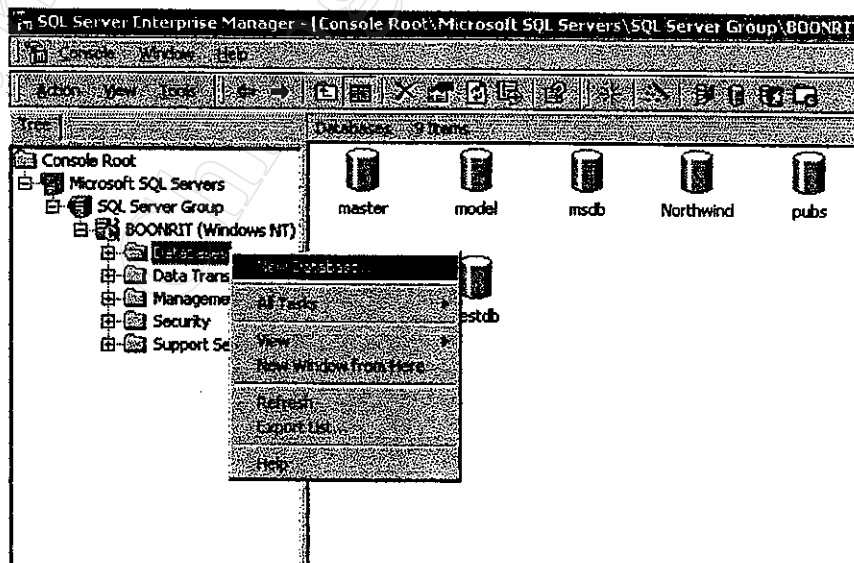 SQL Server Enterprise Manager - [Console Root\Microsoft SQL Servers\SQL Server Group\BOONRIT
Console Window Help
Action View Tools
Tree
Databases 9 Items
Console Root
Microsoft SQL Servers
SQL Server Group
BOONRIT (Windows NT)
Databases
Data Trans
Manageme
Security
Support Se
master model msdb Northwind pubs
estdb
New Database...
All Tasks
View
New Window from Here
Refresh
Export List...
Help